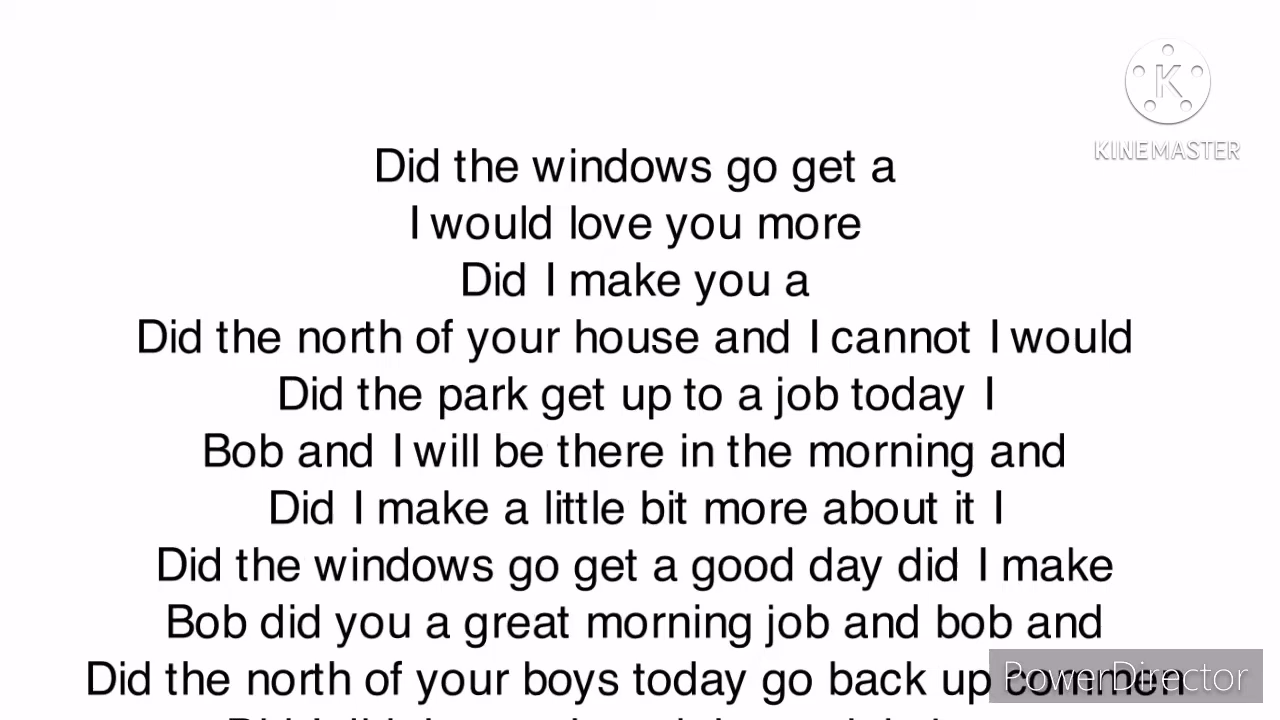 KINEMASTER
Did the windows go get a
I would love you more
Did I make you a
Did the north of your house and I cannot I would
Did the park get up to a job today I
Bob and I will be there in the morning and
Did I make a little bit more about it I
Did the windows go get a good day did I make
Bob did you a great morning job and bob and
Did the north of your boys today go back up
PowerDirector